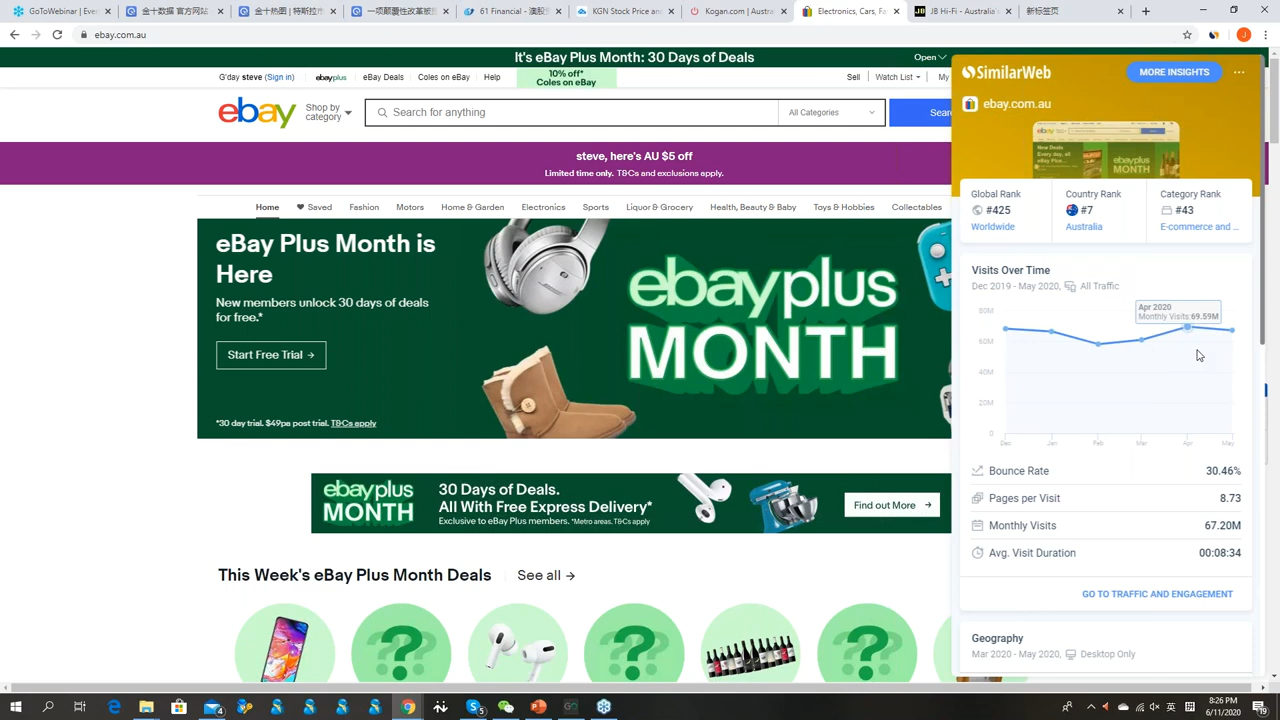 GoToWebinar | Even
金十数据 官方网站
金十热图 | 特斯拉市
一项颠覆性改革被忽
61 Financial - 澳股投
KGN Stock Price and
Kogan.com | Austral
Electronics, Cars, Fa
JB Hi-Fi - Australia's
新标签页
ebay.com.au
It's eBay Plus Month: 30 Days of Deals
Open
G'day steve (Sign in)
ebayplus
eBay Deals
Coles on eBay
Help
10% off*
Coles on eBay
Sell
Watch List
My
ebay
Shop by
category
Search for anything
All Categories
Sear
steve, here's AU $5 off
Limited time only. T&Cs and exclusions apply.
Home
Saved
Fashion
Motors
Home & Garden
Electronics
Sports
Liquor & Grocery
Health, Beauty & Baby
Toys & Hobbies
Collectables
eBay Plus Month is
Here
New members unlock 30 days of deals
for free.*
Start Free Trial →
*30 day trial. $49pa post trial. T&Cs apply
ebayplus
MONTH
ebayplus
MONTH
30 Days of Deals.
All With Free Express Delivery*
Exclusive to eBay Plus members. *Metro areas. T&Cs apply
Find out More →
This Week's eBay Plus Month Deals
See all →
SimilarWeb
MORE INSIGHTS
ebay.com.au
Global Rank
#425
Worldwide
Country Rank
#7
Australia
Category Rank
#43
E-commerce and ...
Visits Over Time
Dec 2019 - May 2020, All Traffic
Apr 2020
Monthly Visits:69.59M
80M
60M
40M
20M
0
Dec
Jan
Feb
Mar
Apr
May
Bounce Rate 30.46%
Pages per Visit 8.73
Monthly Visits 67.20M
Avg. Visit Duration 00:08:34
GO TO TRAFFIC AND ENGAGEMENT
Geography
Mar 2020 - May 2020, Desktop Only
英
8:26 PM
6/11/2020